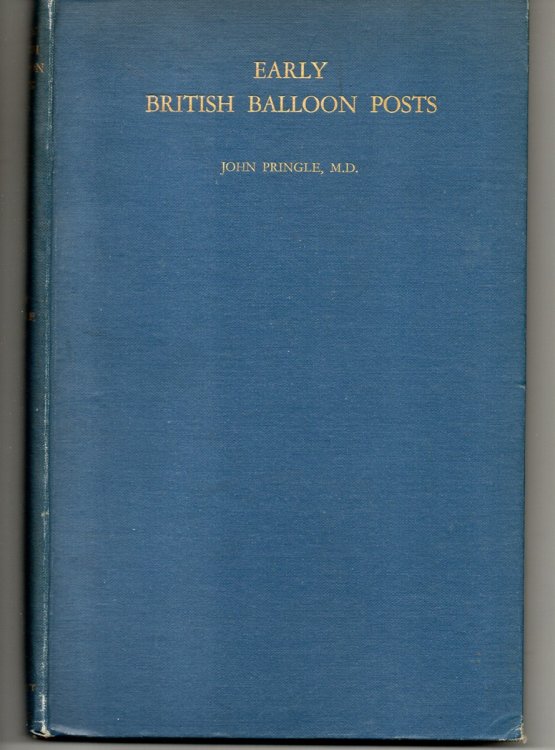 EARLY
BRITISH BALLOON POSTS
JOHN PRINGLE, M.D.